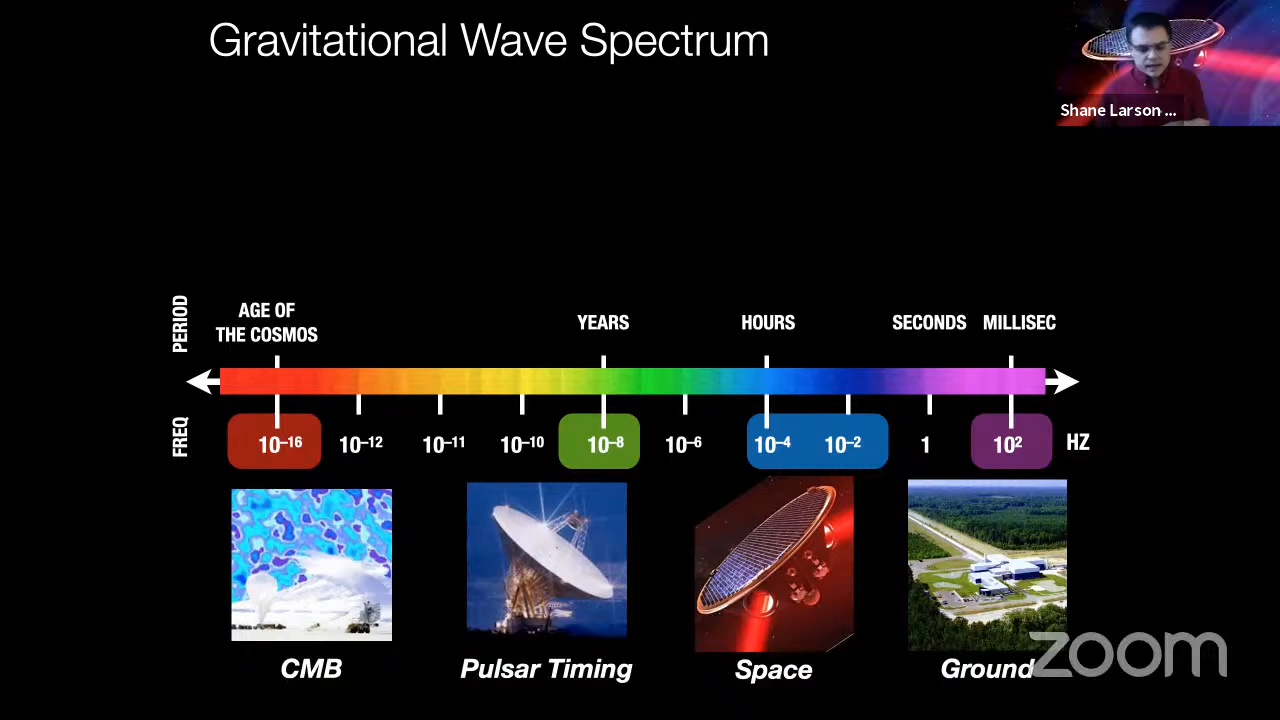 Gravitational Wave Spectrum
Shane Larson ...
PERIOD
AGE OF
THE COSMOS
YEARS
HOURS
SECONDS
MILLISEC
FREQ
10⁻¹⁶
10⁻¹²
10⁻¹¹
10⁻¹⁰
10⁻⁸
10⁻⁶
10⁻⁴
10⁻²
1
10²
HZ
CMB
Pulsar Timing
Space
Ground
zoom